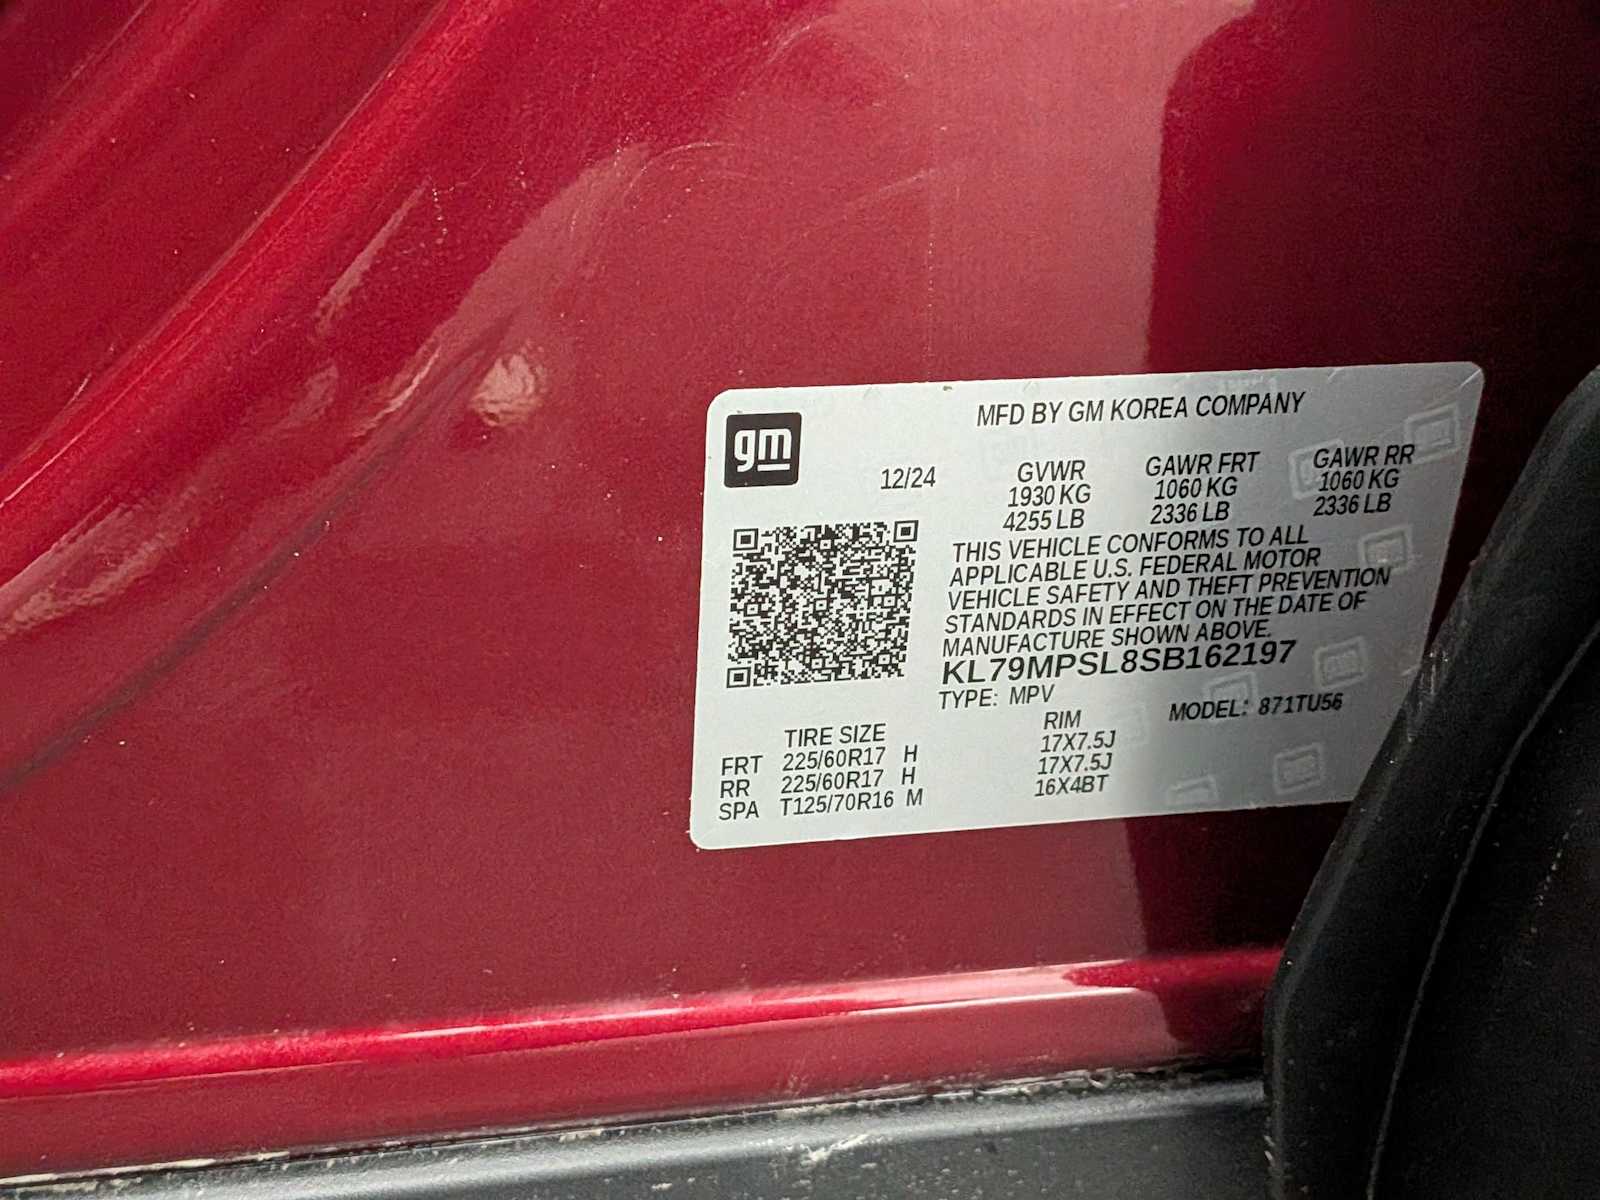 gm
MFD BY GM KOREA COMPANY
12/24 GVWR GAWR FRT GAWR RR
1930 KG 1060 KG 1060 KG
4255 LB 2336 LB 2336 LB
THIS VEHICLE CONFORMS TO ALL
APPLICABLE U.S. FEDERAL MOTOR
VEHICLE SAFETY AND THEFT PREVENTION
STANDARDS IN EFFECT ON THE DATE OF
MANUFACTURE SHOWN ABOVE.
KL79MPSL8SB162197
TYPE: MPV MODEL: 871TU56
TIRE SIZE RIM
FRT 225/60R17 H 17X7.5J
RR 225/60R17 H 17X7.5J
SPA T125/70R16 M 16X4BT